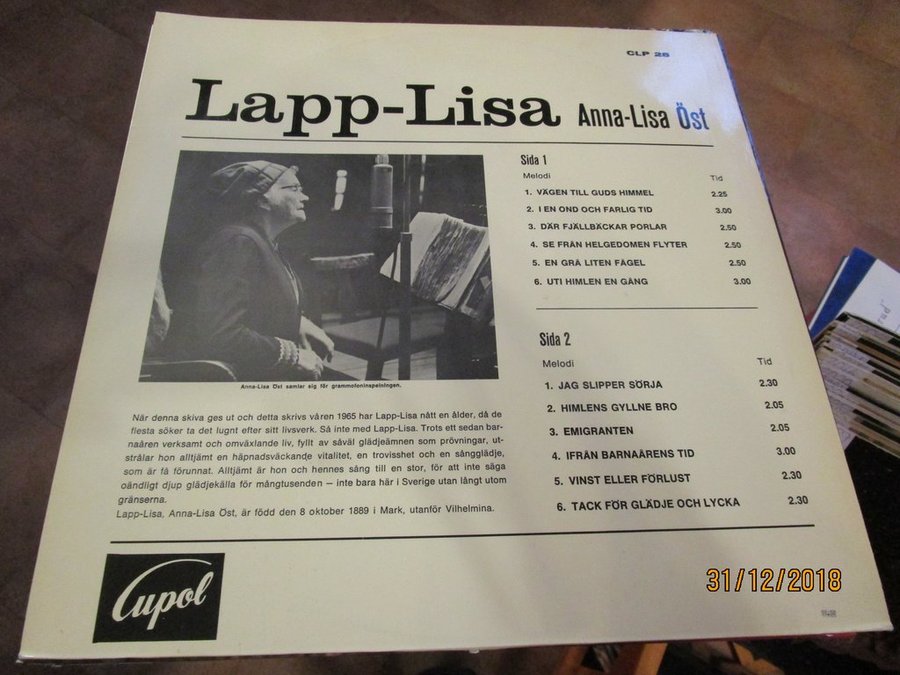 CLP 25
Lapp-Lisa Anna-Lisa Öst
Anna-Lisa Öst samlar sig för grammofoninspelningen.
När denna skiva ges ut och detta skrivs våren 1965 har Lapp-Lisa nått en ålder, då de
flesta söker ta det lugnt efter sitt livsverk. Så inte med Lapp-Lisa. Trots ett sedan bar-
naåren verksamt och omväxlande liv, fyllt av såväl glädjeämnen som prövningar, ut-
strålar hon alltjämt en häpnadsväckande vitalitet, en trovisshet och en sångglädje,
som är få förunnat. Alltjämt är hon och hennes sång till en stor, för att inte säga
oändligt djup glädjekälla för mångtusenden – inte bara här i Sverige utan långt utom
gränserna.
Lapp-Lisa, Anna-Lisa Öst, är född den 8 oktober 1889 i Mark, utanför Vilhelmina.
Sida 1
Melodi Tid
1. VÄGEN TILL GUDS HIMMEL 2.25
2. I EN OND OCH FARLIG TID 3.00
3. DÄR FJÄLLBÄCKAR PORLAR 2.50
4. SE FRÅN HELGEDOMEN FLYTER 2.50
5. EN GRÅ LITEN FÅGEL 2.50
6. UTI HIMLEN EN GÅNG 3.00
Sida 2
Melodi Tid
1. JAG SLIPPER SÖRJA 2.30
2. HIMLENS GYLLNE BRO 2.05
3. EMIGRANTEN 2.05
4. IFRÅN BARNAÅRENS TID 3.00
5. VINST ELLER FÖRLUST 2.30
6. TACK FÖR GLÄDJE OCH LYCKA 2.30
Cupol
31/12/2018